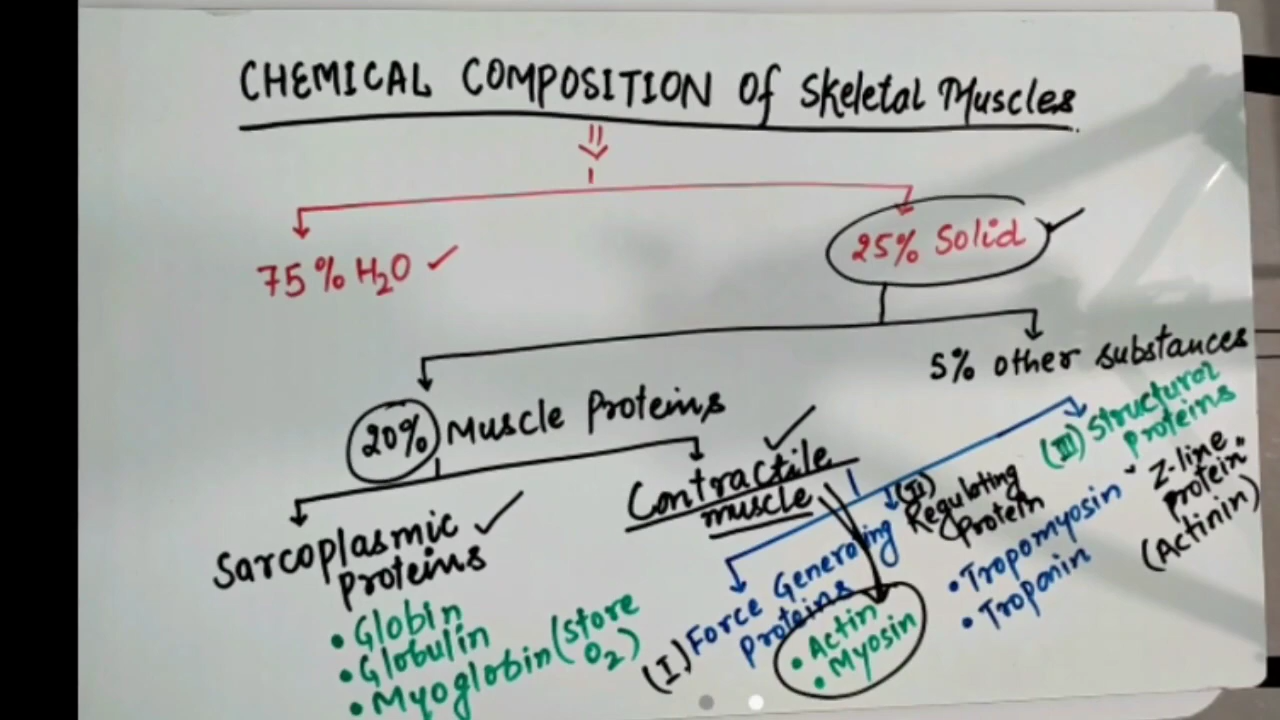 CHEMICAL COMPOSITION Of Skeletal Muscles
75% H2O
25% Solid
20% Muscle Proteins
5% other substances
Sarcoplasmic
Proteins
• Globin
• Globulin
• Myoglobin (store
O2)
Contractile
muscle
(I) Force Generating
Proteins
• Actin
• Myosin
(II)
Regulating
Protein
• Tropomyosin
• Troponin
(III) Structural
Proteins
Z-line
Protein
(Actinin)